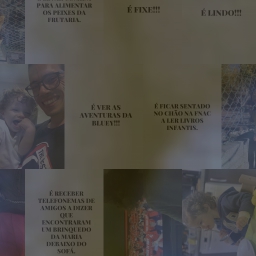 PARA ALIMENTAR
OS PEIXES DA
FRUTAREL.
É FIXE!!!
É LINDO!!!
É VER AS
AVENTURAS DA
BLUEY!!!
É FICAR SENTADO
NO CHÃO NA FNAC
A LER LIVROS
INFANTIS.
É RECEBER
TELEFONEMAS DE
AMIGOS A DIZER
QUE
ENCONTRARAM
UM BRINQUEDO
DA MARIA
DEBAIXO DO
SOFÁ.